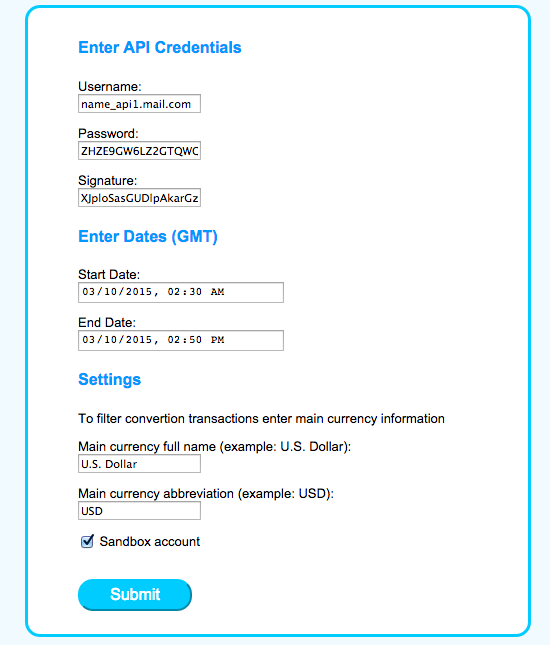 Enter API Credentials
Username:
name_api1.mail.com
Password:
ZHZE9GW6LZ2GTQWC
Signature:
XJploSasGUDlpAkarGz
Enter Dates (GMT)
Start Date:
03/10/2015, 02:30 AM
End Date:
03/10/2015, 02:50 PM
Settings
To filter convertion transactions enter main currency information
Main currency full name (example: U.S. Dollar):
U.S. Dollar
Main currency abbreviation (example: USD):
USD
Sandbox account
Submit